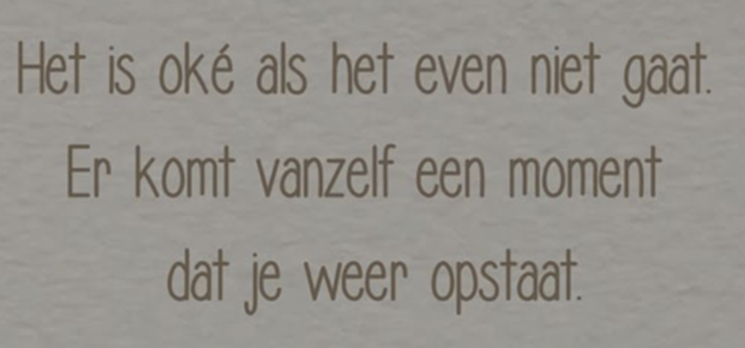 Het is oké als het even niet gaat.
Er komt vanzelf een moment
dat je weer opstaat.